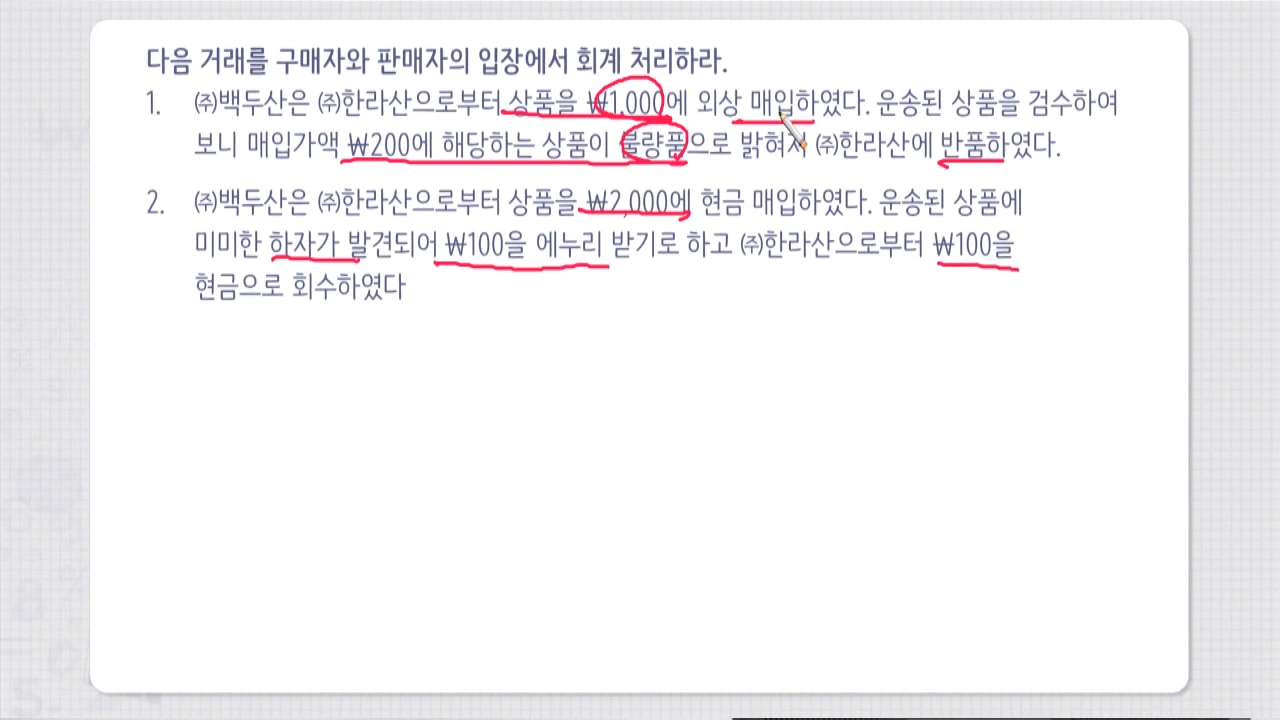 다음 거래를 구매자와 판매자의 입장에서 회계 처리하라.
1. ㈜백두산은 ㈜한라산으로부터 상품을 ₩1,000에 외상 매입하였다. 운송된 상품을 검수하여
보니 매입가액 ₩200에 해당하는 상품이 불량품으로 밝혀져 ㈜한라산에 반품하였다.
2. ㈜백두산은 ㈜한라산으로부터 상품을 ₩2,000에 현금 매입하였다. 운송된 상품에
미미한 하자가 발견되어 ₩100을 에누리 받기로 하고 ㈜한라산으로부터 ₩100을
현금으로 회수하였다